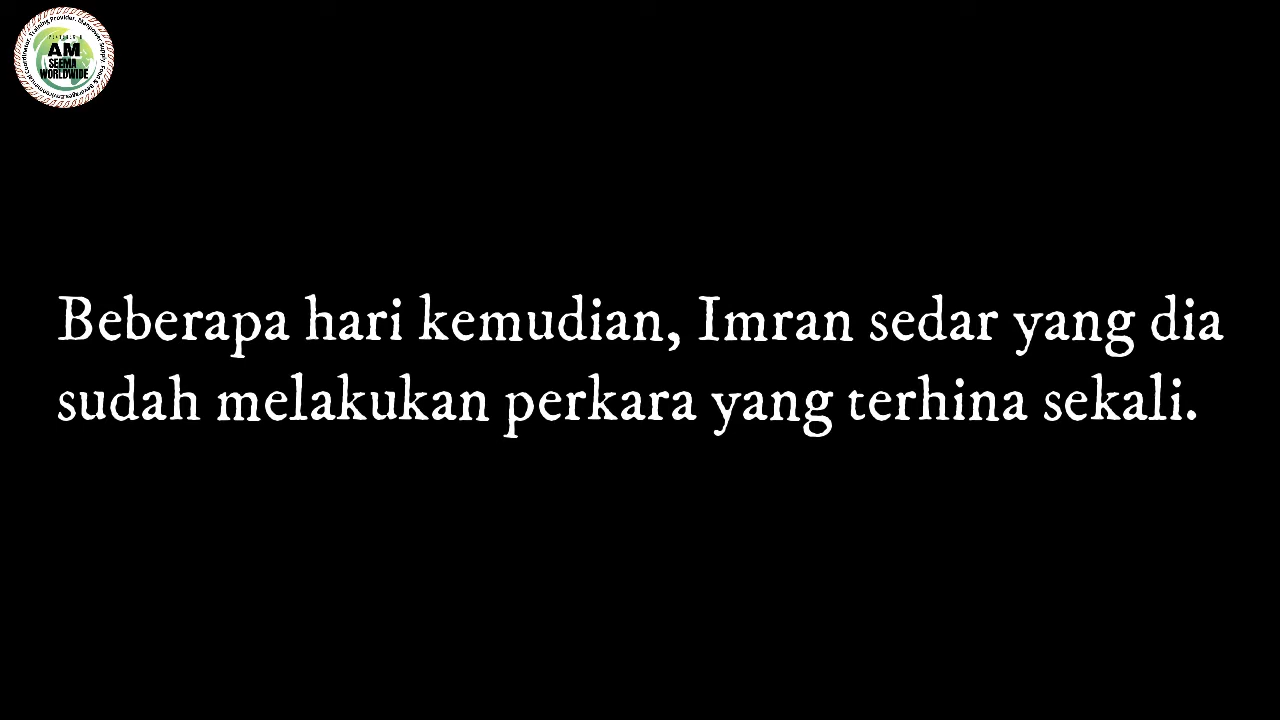 AM
SEEMA
WORLDWIDE
Beberapa hari kemudian, Imran sedar yang dia
sudah melakukan perkara yang terhina sekali.